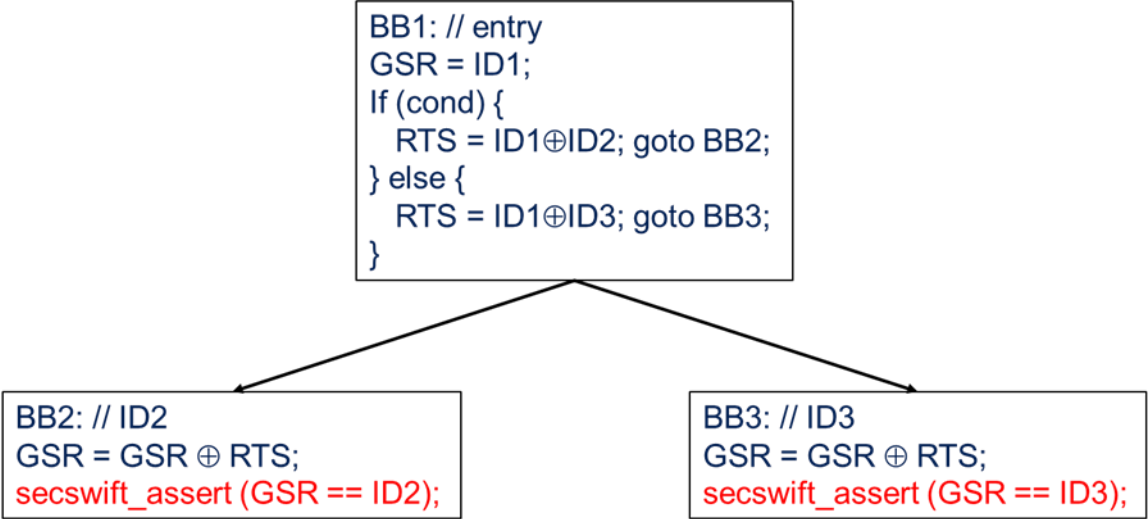 BB1: // entry
GSR = ID1;
If (cond) {
RTS = ID1⊕ID2; goto BB2;
} else {
RTS = ID1⊕ID3; goto BB3;
}
BB2: // ID2
GSR = GSR ⊕ RTS;
secswift_assert (GSR == ID2);
BB3: // ID3
GSR = GSR ⊕ RTS;
secswift_assert (GSR == ID3);